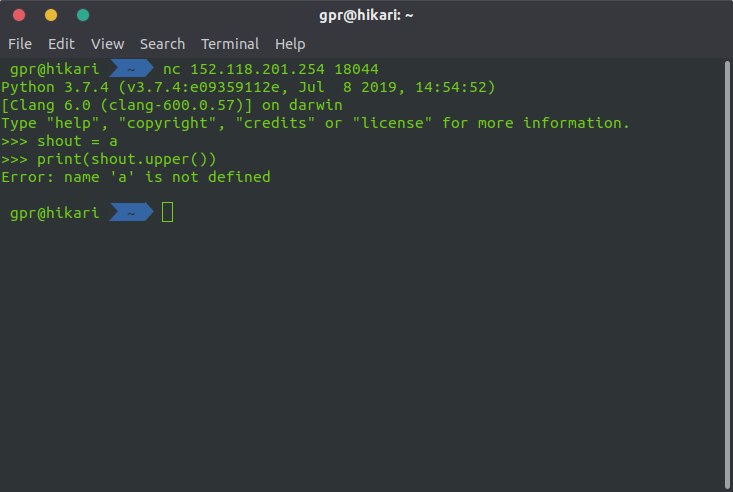 gpr@hikari: ~
File Edit View Search Terminal Help
gpr@hikari ~ nc 152.118.201.254 18044
Python 3.7.4 (v3.7.4:e09359112e, Jul  8 2019, 14:54:52)
[Clang 6.0 (clang-600.0.57)] on darwin
Type "help", "copyright", "credits" or "license" for more information.
>>> shout = a
>>> print(shout.upper())
Error: name 'a' is not defined
gpr@hikari ~